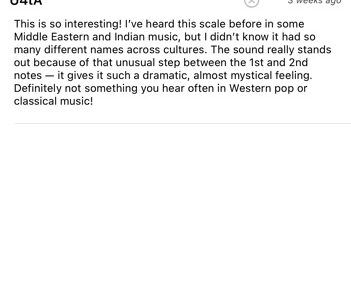 3 weeks ago
This is so interesting! I've heard this scale before in some
Middle Eastern and Indian music, but I didn't know it had so
many different names across cultures. The sound really stands
out because of that unusual step between the 1st and 2nd
notes — it gives it such a dramatic, almost mystical feeling.
Definitely not something you hear often in Western pop or
classical music!